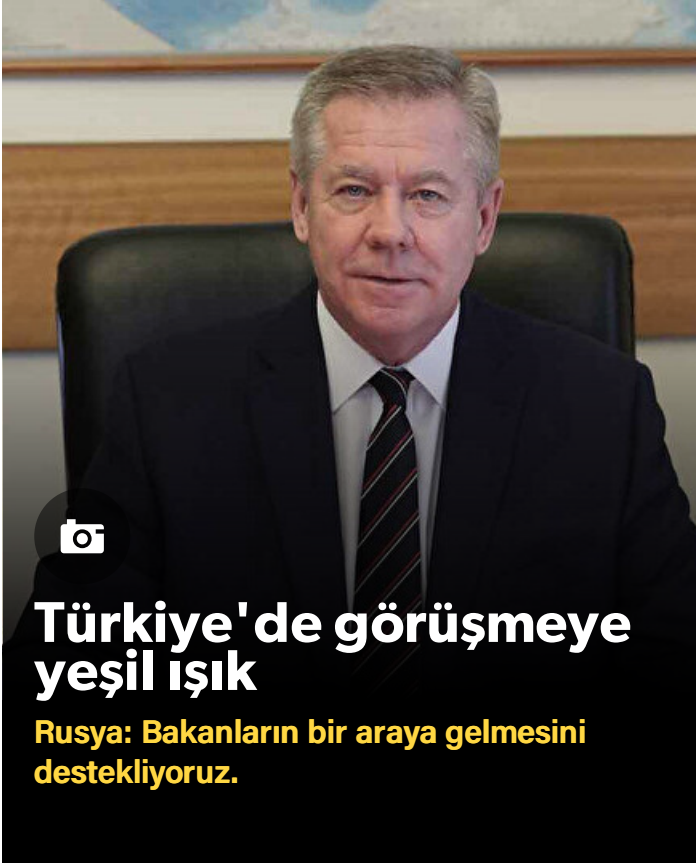 Türkiye'de görüşmeye
yeşil ışık
Rusya: Bakanların bir araya gelmesini
destekliyoruz.